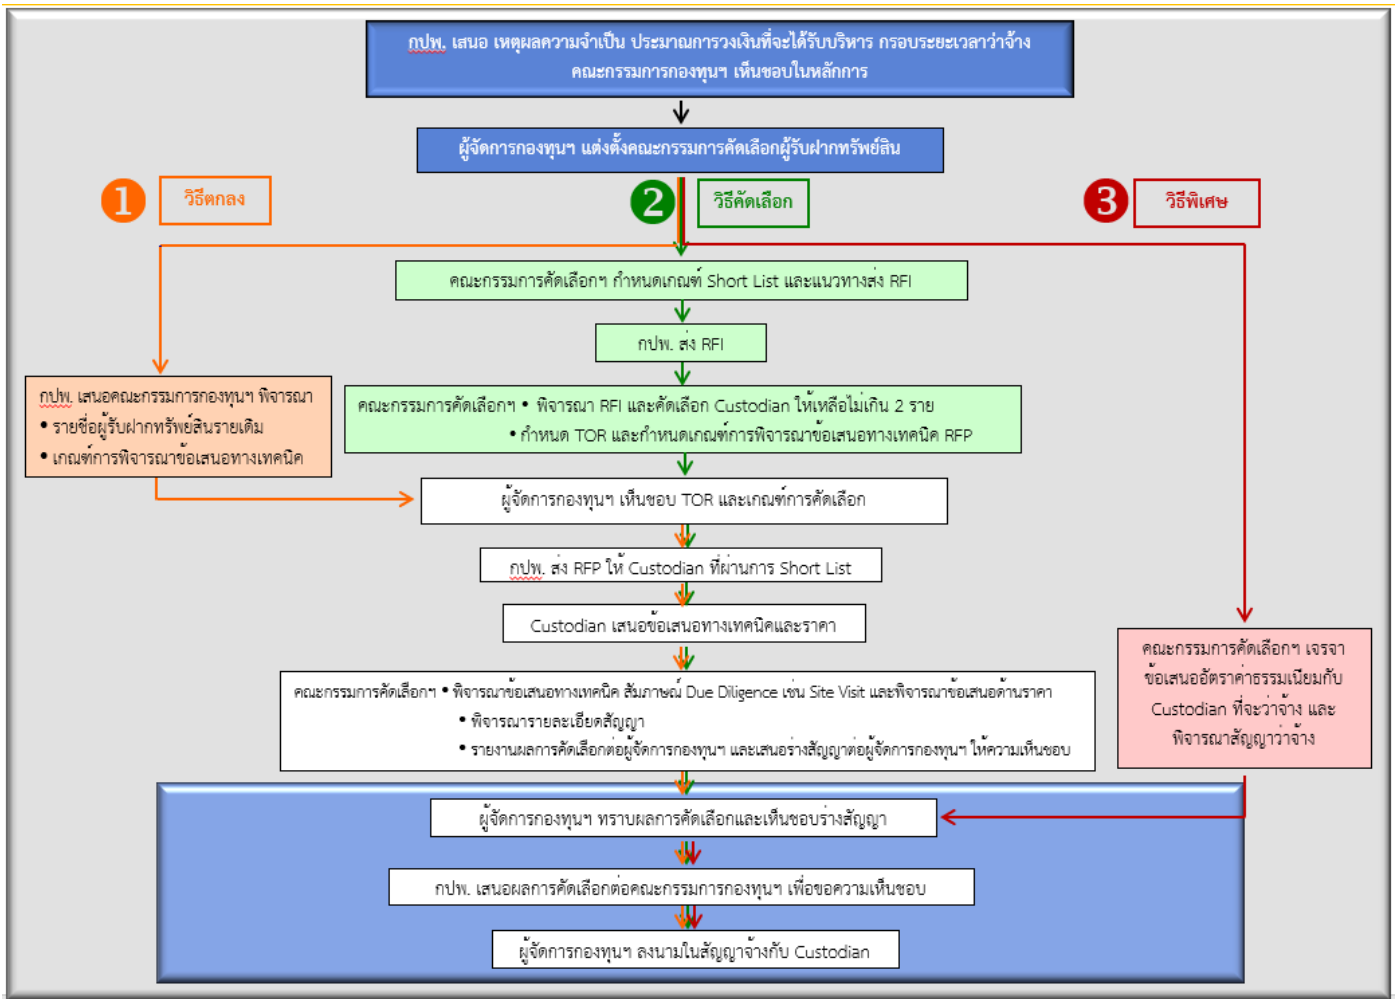 กปพ. เสนอ เหตุผลความจำเป็น ประมาณการวงเงินที่จะได้รับบริหาร กรอบระยะเวลาว่าจ้าง
คณะกรรมการกองทุนฯ เห็นชอบในหลักการ
ผู้จัดการกองทุนฯ แต่งตั้งคณะกรรมการคัดเลือกผู้รับฝากทรัพย์สิน
1 วิธีตกลง
2 วิธีคัดเลือก
3 วิธีพิเศษ
คณะกรรมการคัดเลือกฯ กำหนดเกณฑ์ Short List และแนวทางส่ง RFI
กปพ. ส่ง RFI
กปพ. เสนอคณะกรรมการกองทุนฯ พิจารณา
• รายชื่อผู้รับฝากทรัพย์สินรายเดิม
• เกณฑ์การพิจารณาข้อเสนอทางเทคนิค
คณะกรรมการคัดเลือกฯ • พิจารณา RFI และคัดเลือก Custodian ให้เหลือไม่เกิน 2 ราย
• กำหนด TOR และกำหนดเกณฑ์การพิจารณาข้อเสนอทางเทคนิค RFP
ผู้จัดการกองทุนฯ เห็นชอบ TOR และเกณฑ์การคัดเลือก
กปพ. ส่ง RFP ให้ Custodian ที่ผ่านการ Short List
Custodian เสนอข้อเสนอทางเทคนิคและราคา
คณะกรรมการคัดเลือกฯ • พิจารณาข้อเสนอทางเทคนิค สัมภาษณ์ Due Diligence เช่น Site Visit และพิจารณาข้อเสนอด้านราคา
• พิจารณารายละเอียดสัญญา
• รายงานผลการคัดเลือกต่อผู้จัดการกองทุนฯ และเสนอร่างสัญญาต่อผู้จัดการกองทุนฯ ให้ความเห็นชอบ
คณะกรรมการคัดเลือกฯ เจรจา
ข้อเสนออัตราค่าธรรมเนียมกับ
Custodian ที่จะว่าจ้าง และ
พิจารณาสัญญาว่าจ้าง
ผู้จัดการกองทุนฯ ทราบผลการคัดเลือกและเห็นชอบร่างสัญญา
กปพ. เสนอผลการคัดเลือกต่อคณะกรรมการกองทุนฯ เพื่อขอความเห็นชอบ
ผู้จัดการกองทุนฯ ลงนามในสัญญาจ้างกับ Custodian